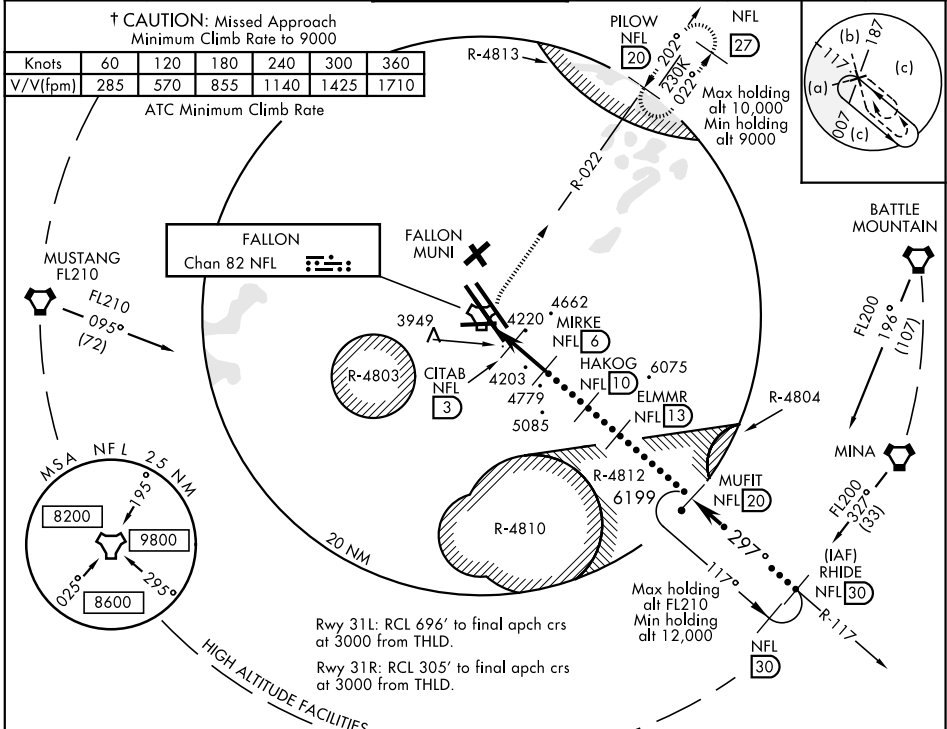 † CAUTION: Missed Approach
Minimum Climb Rate to 9000
Knots 60 120 180 240 300 360
V/V(fpm) 285 570 855 1140 1425 1710
ATC Minimum Climb Rate
R-4813
PILOW
NFL
20
202°
230K
022°
NFL
27
Max holding
alt 10,000
Min holding
alt 9000
(b)
187
117
(c)
(a)
007
(c)
R-022
FALLON
Chan 82 NFL
FALLON
MUNI
MUSTANG
FL210
FL210
095°
(72)
BATTLE
MOUNTAIN
FL200
196°
(107)
3949
4220
4662
MIRKE
NFL 6
HAKOG
NFL 10
6075
ELMMR
NFL 13
CITAB
NFL
3
4203
4779
5085
R-4803
R-4804
MINA
FL200
327°
(33)
MSA NFL 25 NM
195°
8200
9800
025°
295°
8600
R-4812
6199
R-4810
MUFIT
NFL 20
297°
20 NM
117°
(IAF)
RHIDE
NFL 30
R-117
Max holding
alt FL210
Min holding
alt 12,000
NFL
30
Rwy 31L: RCL 696' to final apch crs
at 3000 from THLD.
Rwy 31R: RCL 305' to final apch crs
at 3000 from THLD.
HIGH ALTITUDE FACILITIES